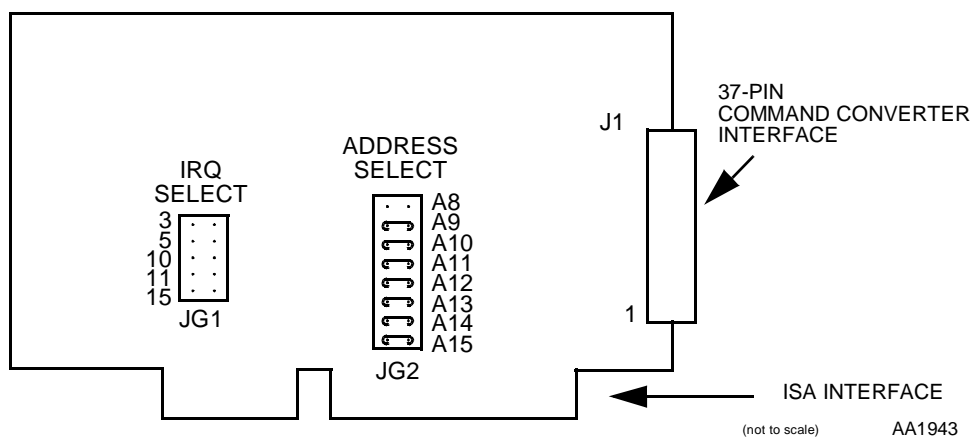 37-PIN
COMMAND CONVERTER
INTERFACE
J1
ADDRESS
SELECT
IRQ
SELECT
A8
A9
A10
A11
A12
A13
A14
A15
3
5
10
11
15
JG1
1
JG2
ISA INTERFACE
(not to scale)
AA1943